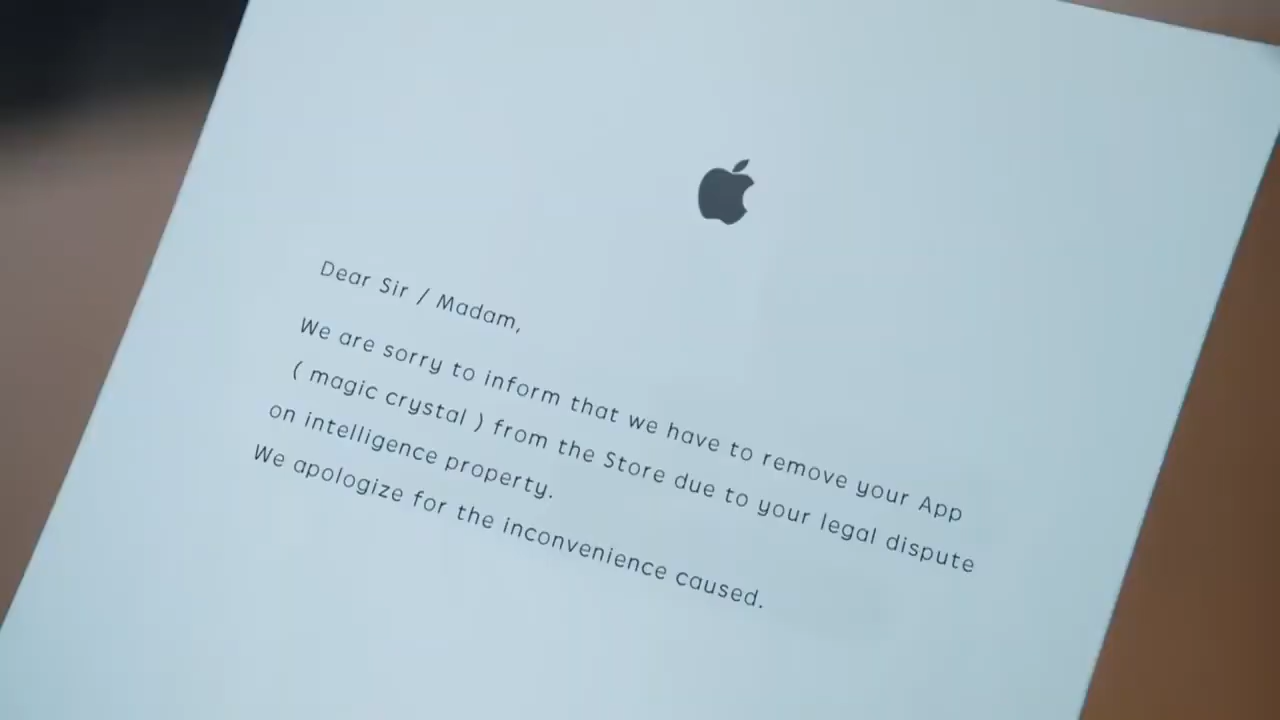 Dear Sir / Madam,
We are sorry to inform that we have to remove your App
( magic crystal ) from the Store due to your legal dispute
on intelligence property.
We apologize for the inconvenience caused.